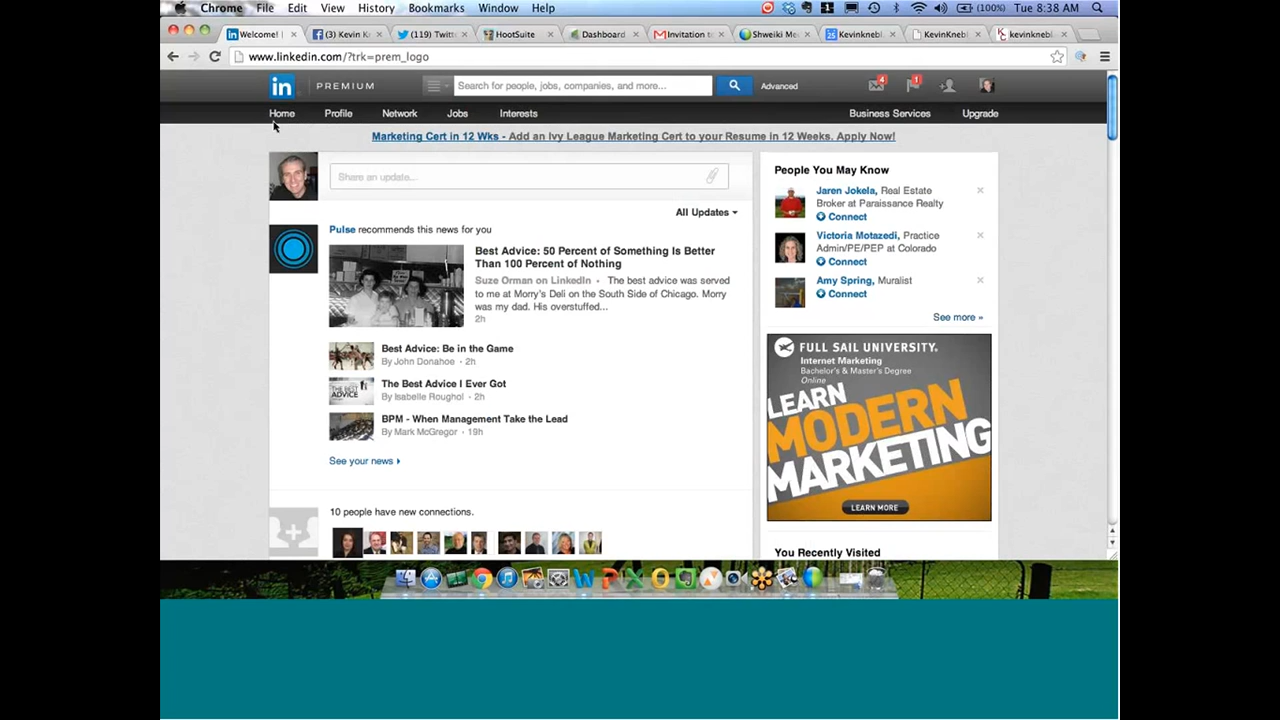 Chrome File Edit View History Bookmarks Window Help 1 (100%) Tue 8:38 AM
Welcome! | (3) Kevin K (119) Twitt HootSuite Dashboard Invitation to Shweiki Me Kevinknebl KevinKneb kevinknebl
www.linkedin.com/?trk=prem_logo
in PREMIUM Search for people, jobs, companies, and more... Advanced 4 1
Home Profile Network Jobs Interests Business Services Upgrade
Marketing Cert in 12 Wks - Add an Ivy League Marketing Cert to your Resume in 12 Weeks. Apply Now!
Share an update...
All Updates
Pulse recommends this news for you
Best Advice: 50 Percent of Something Is Better
Than 100 Percent of Nothing
Suze Orman on LinkedIn • The best advice was served
to me at Morry's Deli on the South Side of Chicago. Morry
was my dad. His overstuffed...
2h
Best Advice: Be in the Game
By John Donahoe • 2h
The Best Advice I Ever Got
By Isabelle Roughol • 2h
BPM - When Management Take the Lead
By Mark McGregor • 19h
See your news
10 people have new connections.
People You May Know
Jaren Jokela, Real Estate
Broker at Paraissance Realty
Connect
Victoria Motazedi, Practice
Admin/PE/PEP at Colorado
Connect
Amy Spring, Muralist
Connect
See more »
FULL SAIL UNIVERSITY.
Internet Marketing
Bachelor's & Master's Degree
Online
LEARN
MODERN
MARKETING
LEARN MORE
You Recently Visited